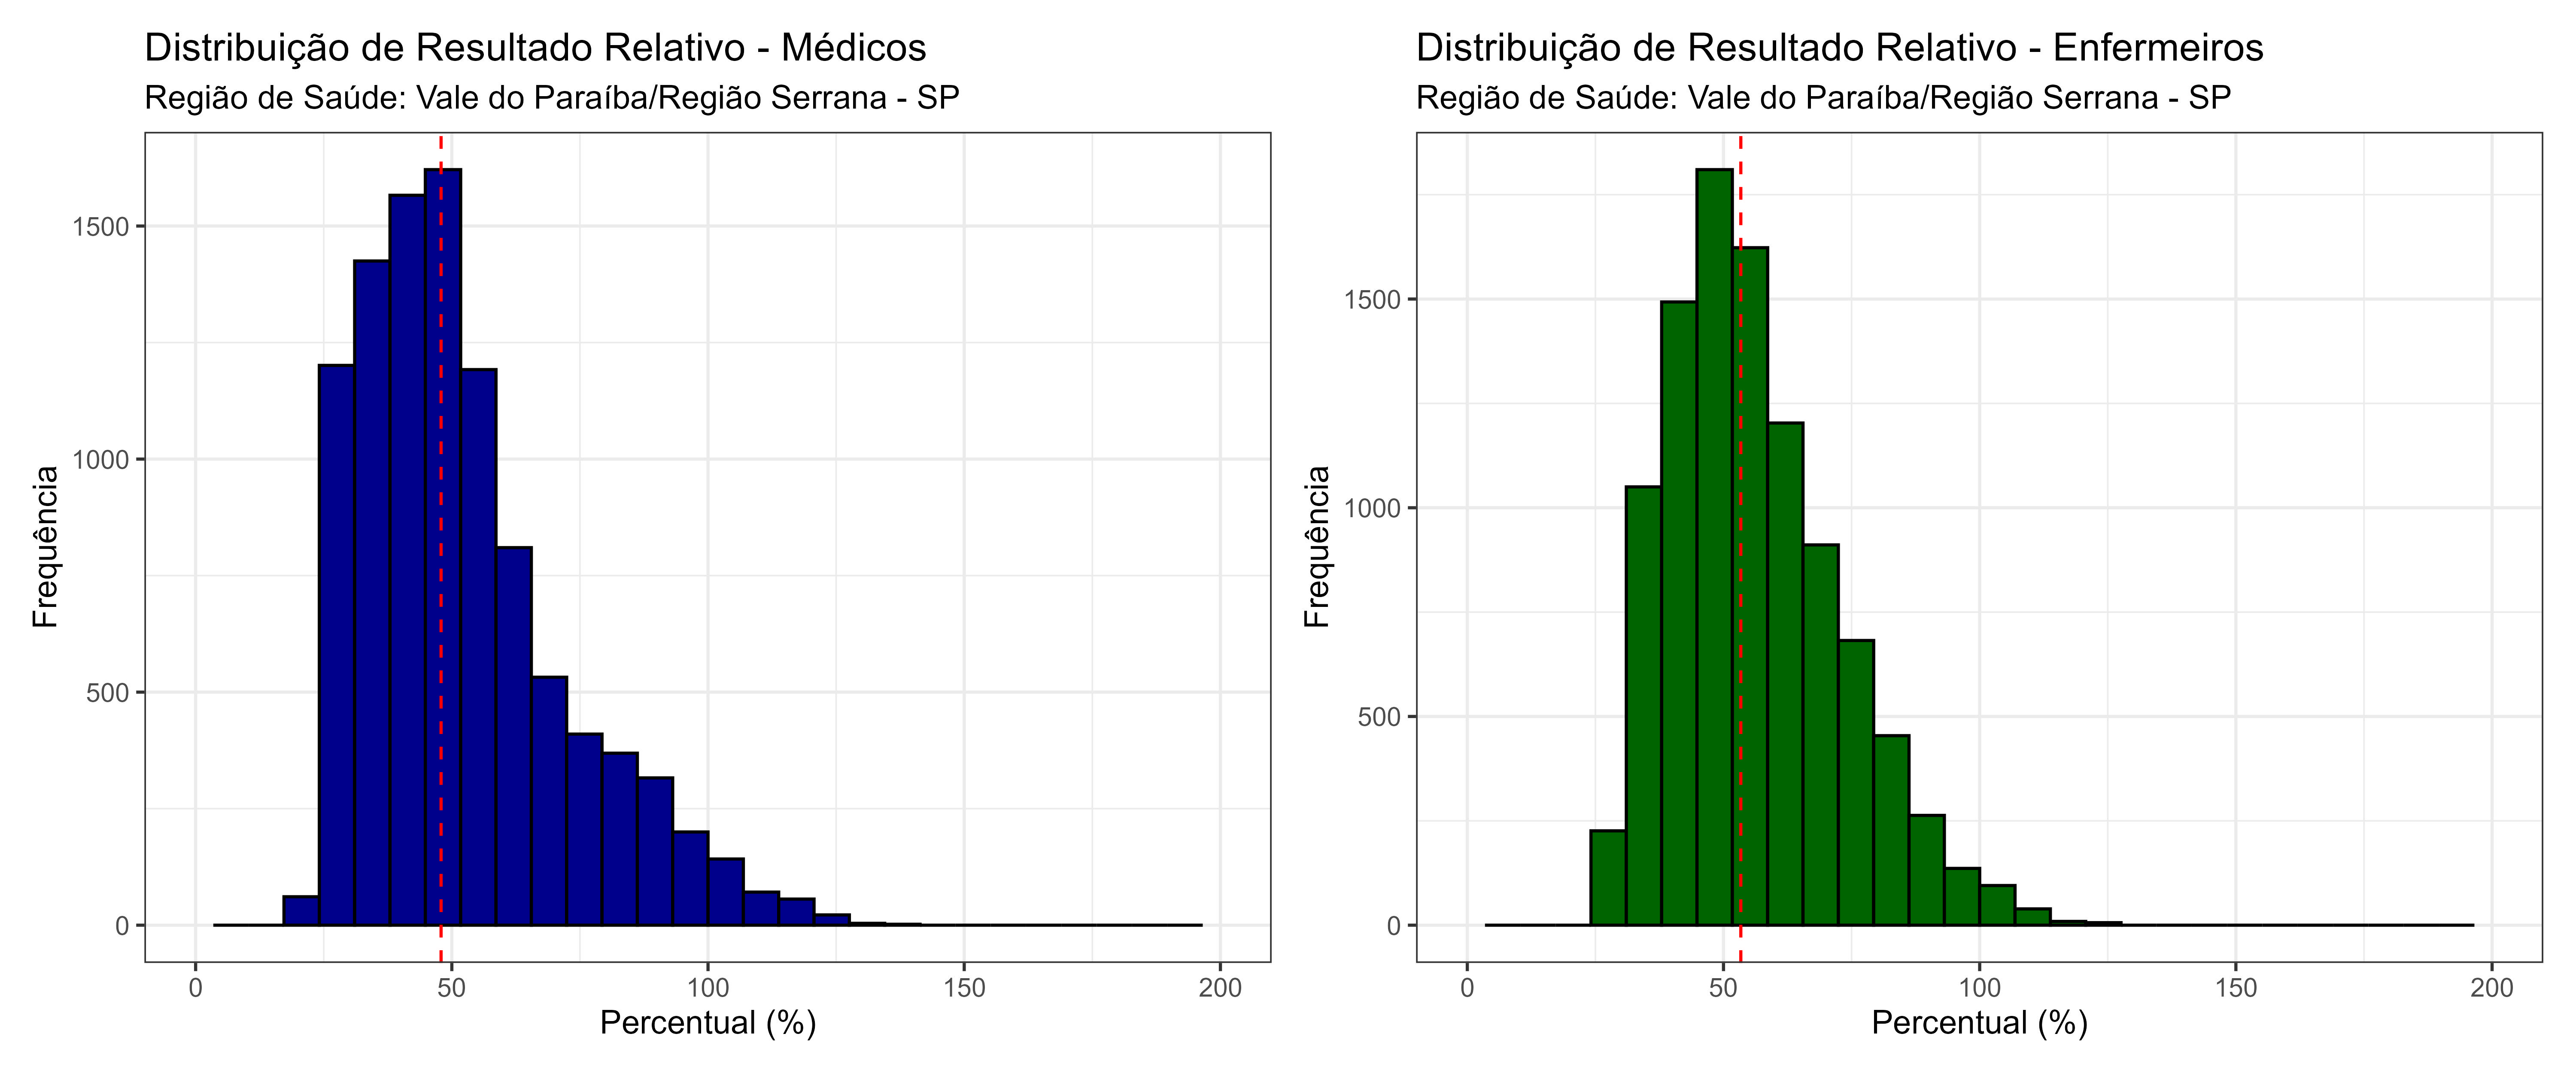 Distribuição de Resultado Relativo - Médicos
Região de Saúde: Vale do Paraíba/Região Serrana - SP
Frequência
1500
1000
500
0
0 50 100 150 200
Percentual (%)
Distribuição de Resultado Relativo - Enfermeiros
Região de Saúde: Vale do Paraíba/Região Serrana - SP
Frequência
1500
1000
500
0
0 50 100 150 200
Percentual (%)